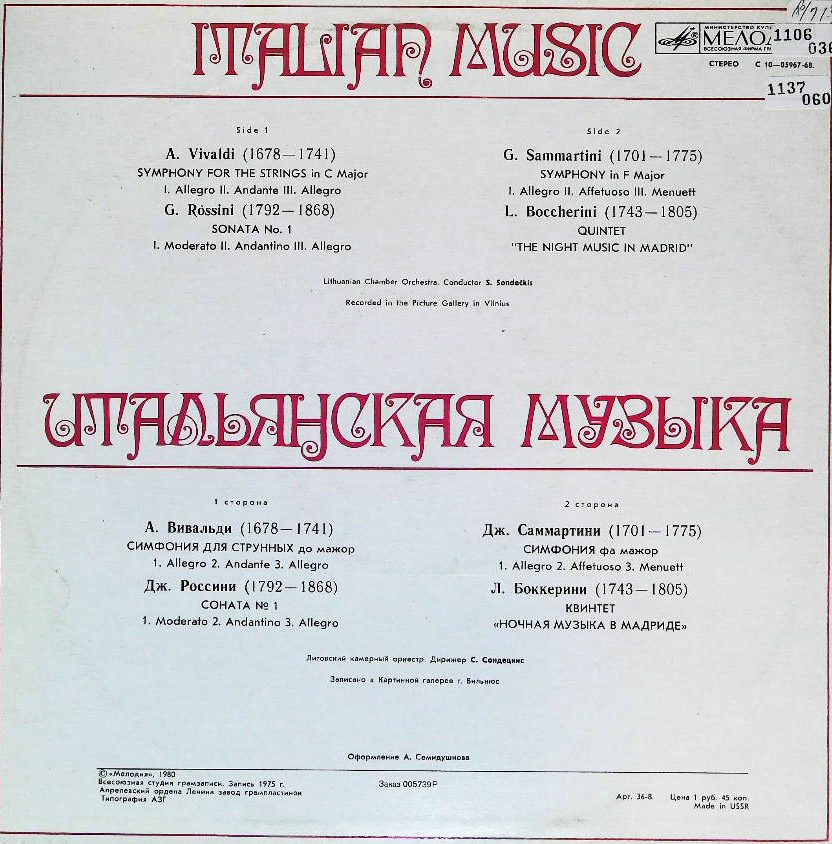 ITALIAN MUSIC
МИНИСТЕРСТВО
ВСЕСОЮЗНАЯ ФИРМА
1106
036
СТЕРЕО С 10—05967-68.
1137
060
Side 1
A. Vivaldi (1678—1741)
SYMPHONY FOR THE STRINGS in C Major
I. Allegro II. Andante III. Allegro
G. Rossini (1792—1868)
SONATA No. 1
I. Moderato II. Andantino III. Allegro
Side 2
G. Sammartini (1701—1775)
SYMPHONY in F Major
I. Allegro II. Affetuoso III. Menuett
L. Boccherini (1743—1805)
QUINTET
"THE NIGHT MUSIC IN MADRID"
Lithuanian Chamber Orchestra. Conductor S. Sondečkis
Recorded in the Picture Gallery in Vilnius
ИТАЛЬЯНСКАЯ МУЗЫКА
1 сторона
А. Вивальди (1678—1741)
СИМФОНИЯ ДЛЯ СТРУННЫХ до мажор
1. Allegro 2. Andante 3. Allegro
Дж. Россини (1792—1868)
СОНАТА № 1
1. Moderato 2. Andantino 3. Allegro
2 сторона
Дж. Саммартини (1701—1775)
СИМФОНИЯ фа мажор
1. Allegro 2. Affetuoso 3. Menuett
Л. Боккерини (1743—1805)
КВИНТЕТ
«НОЧНАЯ МУЗЫКА В МАДРИДЕ»
Литовский камерный оркестр. Дирижер С. Сондецкис
Записано в Картинной галерее г. Вильнюс
Оформление А. Семидушнова
© «Мелодия», 1980
Всесоюзная студия грамзаписи. Запись 1975 г.
Апрелевский ордена Ленина завод грампластинок
Типография АЗГ
Заказ 005739Р
Арт. 36-8. Цена 1 руб. 45 коп.
Made in USSR